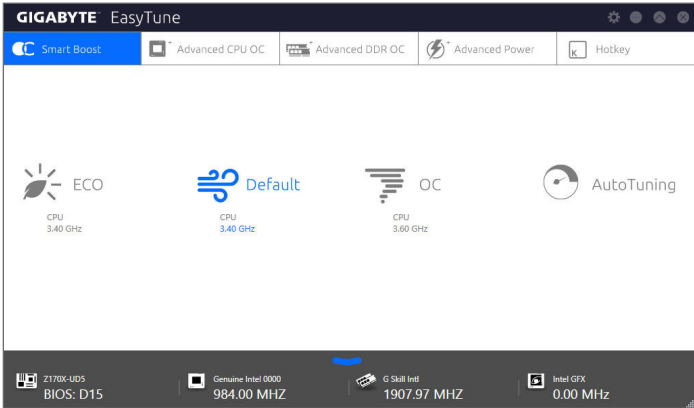 GIGABYTE™ EasyTune
Smart Boost
Advanced CPU OC
Advanced DDR OC
Advanced Power
K Hotkey
ECO
CPU
3.40 GHz
Default
CPU
3.40 GHz
OC
CPU
3.60 GHz
AutoTuning
Z170X-UD5
BIOS: D15
Genuine Intel 0000
984.00 MHZ
G Skill Intl
1907.97 MHZ
Intel GFX
0.00 MHz